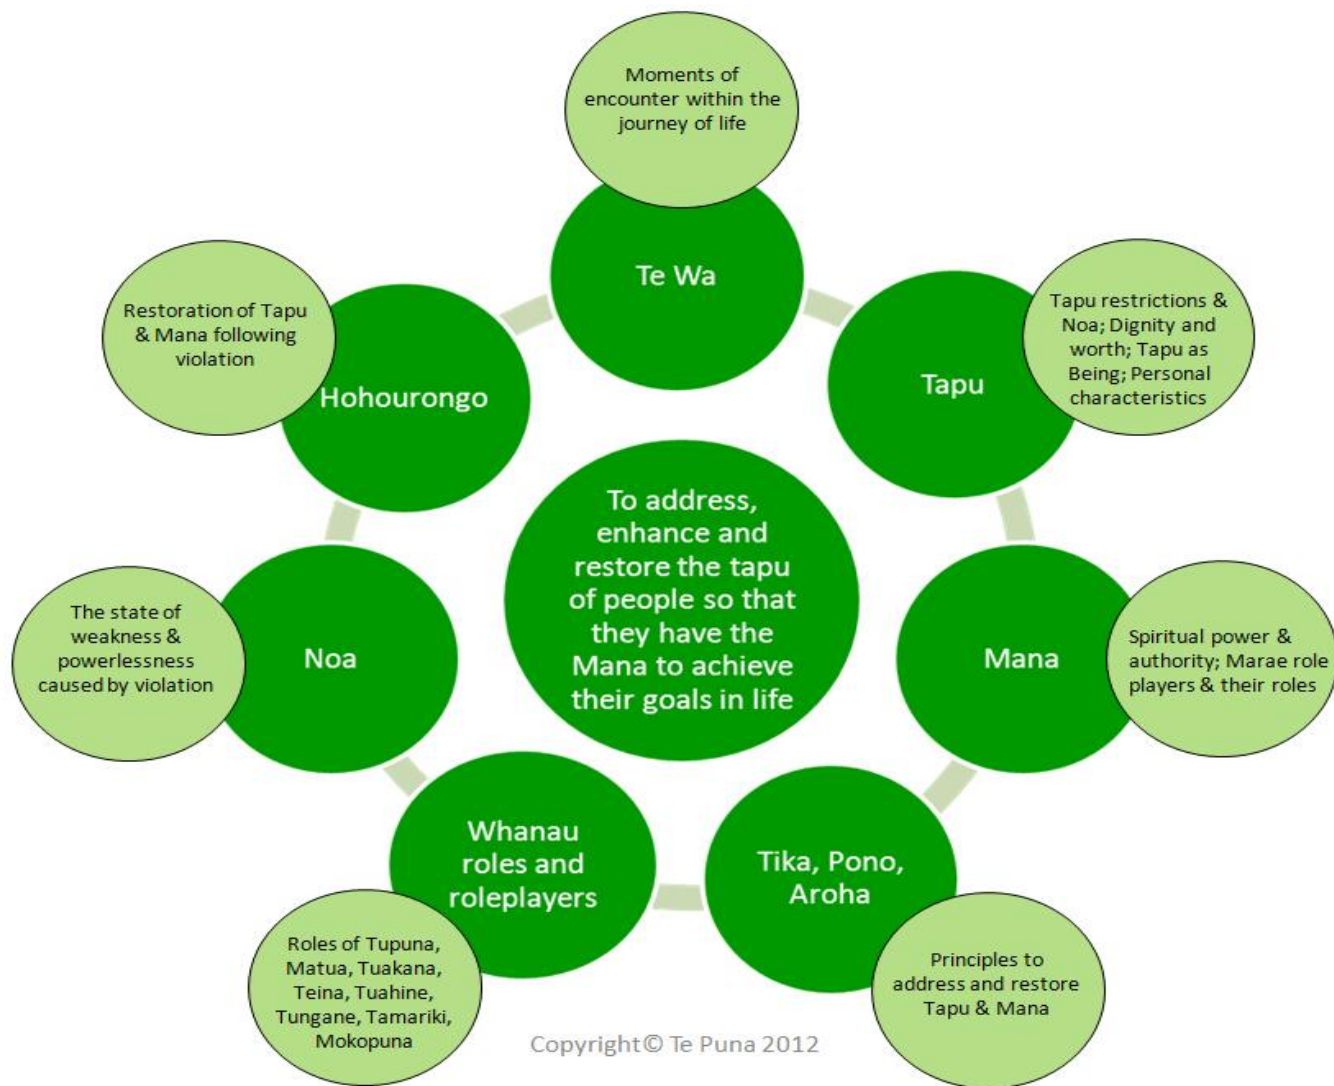 Moments of
encounter within the
journey of life
Te Wa
Tapu restrictions &
Noa; Dignity and
worth; Tapu as
Being; Personal
characteristics
Tapu
Spiritual power &
authority; Marae role
players & their roles
Mana
Tika, Pono,
Aroha
Principles to
address and restore
Tapu & Mana
Whanau
roles and
roleplayers
Roles of Tupuna,
Matua, Tuakana,
Teina, Tuahine,
Tungane, Tamariki,
Mokopuna
Noa
The state of
weakness &
powerlessness
caused by violation
Hohourongo
Restoration of Tapu
& Mana following
violation
To address,
enhance and
restore the tapu
of people so that
they have the
Mana to achieve
their goals in life
Copyright© Te Puna 2012